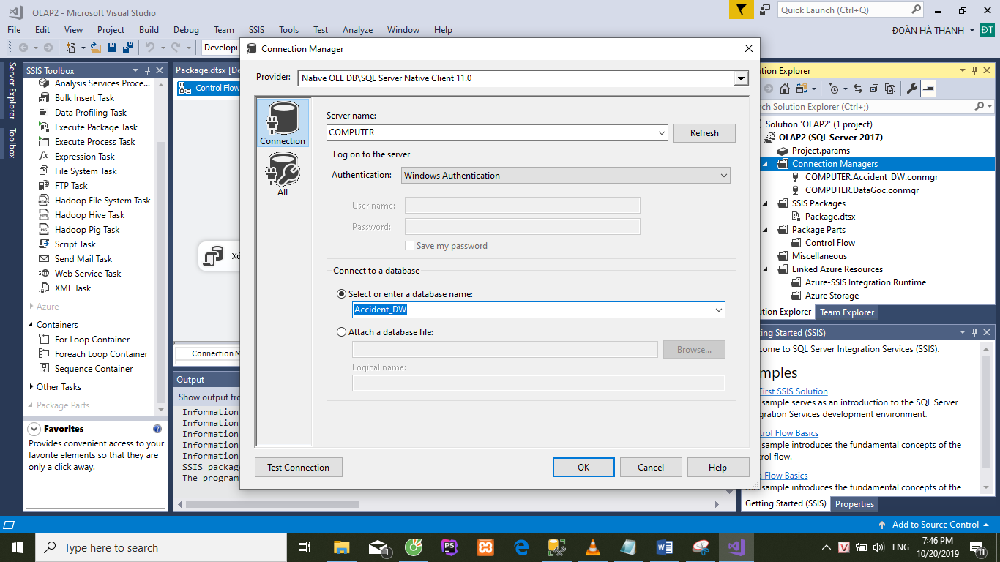 OLAP2 - Microsoft Visual Studio
Quick Launch (Ctrl+Q)
File Edit View Project Build Debug Team SSIS Tools Test Analyze Window Help
ĐOÀN HÀ THANH ĐT
Develop
Server Explorer
Toolbox
SSIS Toolbox
Analysis Services Proce...
Bulk Insert Task
Data Profiling Task
Execute Package Task
Execute Process Task
Expression Task
File System Task
FTP Task
Hadoop File System Task
Hadoop Hive Task
Hadoop Pig Task
Script Task
Send Mail Task
Web Service Task
XML Task
Azure
Containers
For Loop Container
Foreach Loop Container
Sequence Container
Other Tasks
Package Parts
Favorites
Provides convenient access to your
favorite elements so that they are
only a click away.
Package.dtsx [De
Control Flow
Connection M
Output
Show output fro
Information
Information
Information
Information
Information
SSIS packag
The program
Connection Manager
Provider: Native OLE DB\SQL Server Native Client 11.0
Connection
All
Server name:
COMPUTER
Refresh
Log on to the server
Authentication: Windows Authentication
User name:
Password:
Save my password
Connect to a database
Select or enter a database name:
Accident_DW
Attach a database file:
Browse...
Logical name:
Test Connection OK Cancel Help
ution Explorer
rch Solution Explorer (Ctrl+;)
Solution 'OLAP2' (1 project)
OLAP2 (SQL Server 2017)
Project.params
Connection Managers
COMPUTER.Accident_DW.conmgr
COMPUTER.DataGoc.conmgr
SSIS Packages
Package.dtsx
Package Parts
Control Flow
Miscellaneous
Linked Azure Resources
Azure-SSIS Integration Runtime
Azure Storage
ution Explorer Team Explorer
ng Started (SSIS)
come to SQL Server Integration Services (SSIS).
mples
First SSIS Solution
sample serves as an introduction to the SQL Server
gration Services development environment.
trol Flow Basics
sample introduces the fundamental concepts of the
rol flow.
a Flow Basics
sample introduces the fundamental concepts of the
Getting Started (SSIS) Properties
Add to Source Control
Type here to search
ENG
7:46 PM
10/20/2019
11